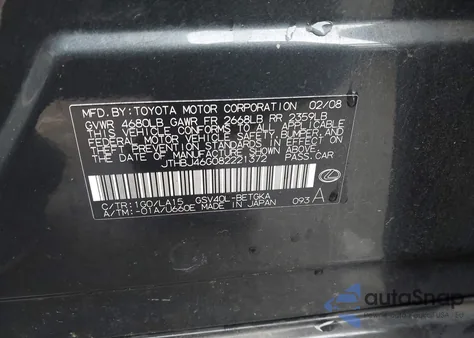 MFD. BY: TOYOTA MOTOR CORPORATION 02/08
GVWR 4680LB GAWR FR 2668LB RR 2359LB
THIS VEHICLE CONFORMS TO ALL APPLICABLE
FEDERAL MOTOR VEHICLE SAFETY, BUMPER, AND
THEFT PREVENTION STANDARDS IN EFFECT ON
THE DATE OF MANUFACTURE SHOWN ABOVE.
JTHBJ46G082221372 PASS.CAR
C/TR:1G0/LA15 GSV40L-BETGKA
A/TM:-01A/U660E MADE IN JAPAN 093 A
autoSnap